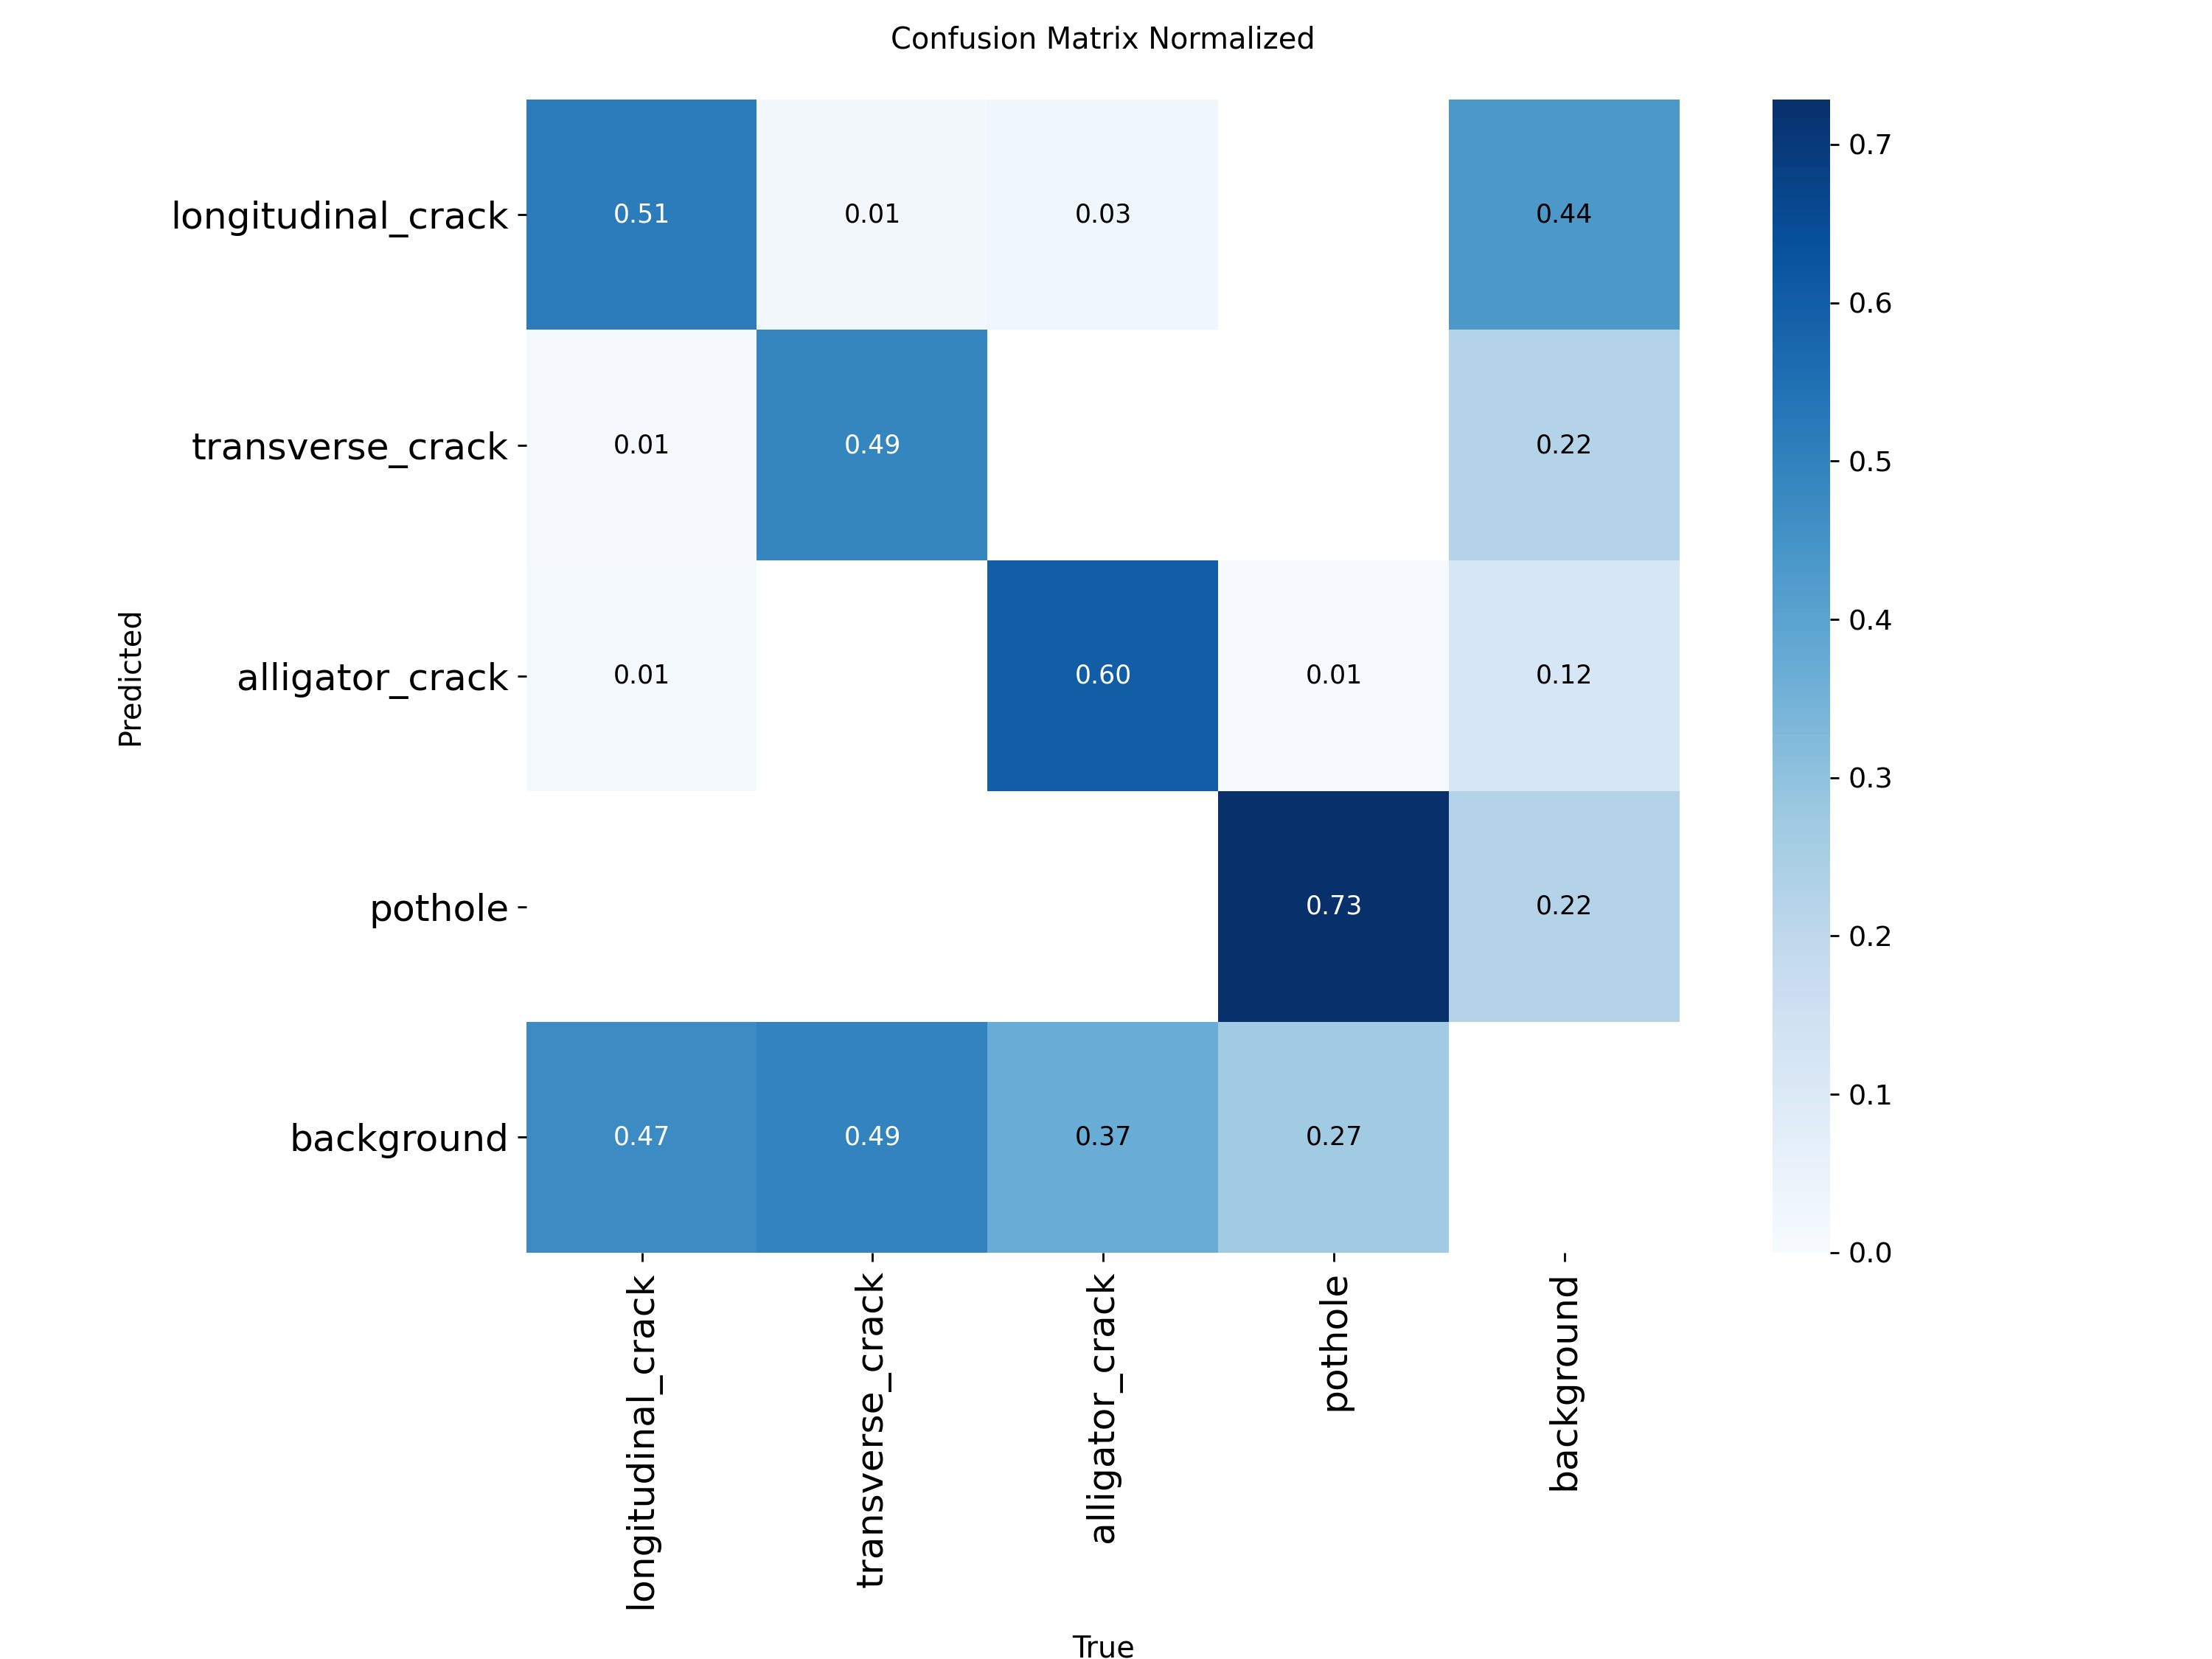 Confusion Matrix Normalized
longitudinal_crack 0.51 0.01 0.03 0.44
transverse_crack 0.01 0.49 0.22
alligator_crack 0.01 0.60 0.01 0.12
pothole 0.73 0.22
background 0.47 0.49 0.37 0.27
Predicted
longitudinal_crack
transverse_crack
alligator_crack
pothole
background
True
0.7
0.6
0.5
0.4
0.3
0.2
0.1
0.0